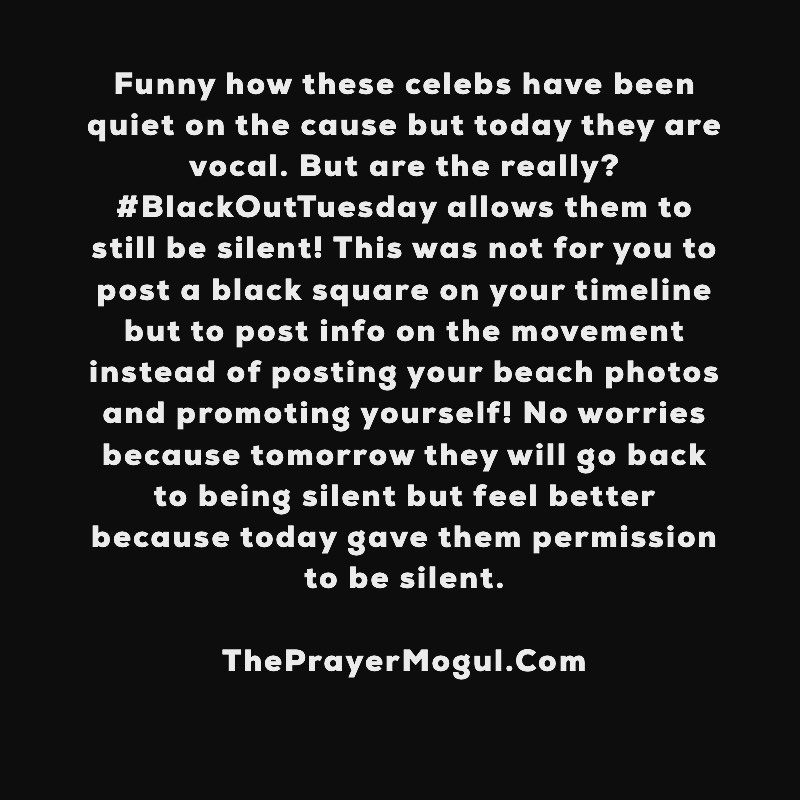 Funny how these celebs have been
quiet on the cause but today they are
vocal. But are the really?
#BlackOutTuesday allows them to
still be silent! This was not for you to
post a black square on your timeline
but to post info on the movement
instead of posting your beach photos
and promoting yourself! No worries
because tomorrow they will go back
to being silent but feel better
because today gave them permission
to be silent.
ThePrayerMogul.Com